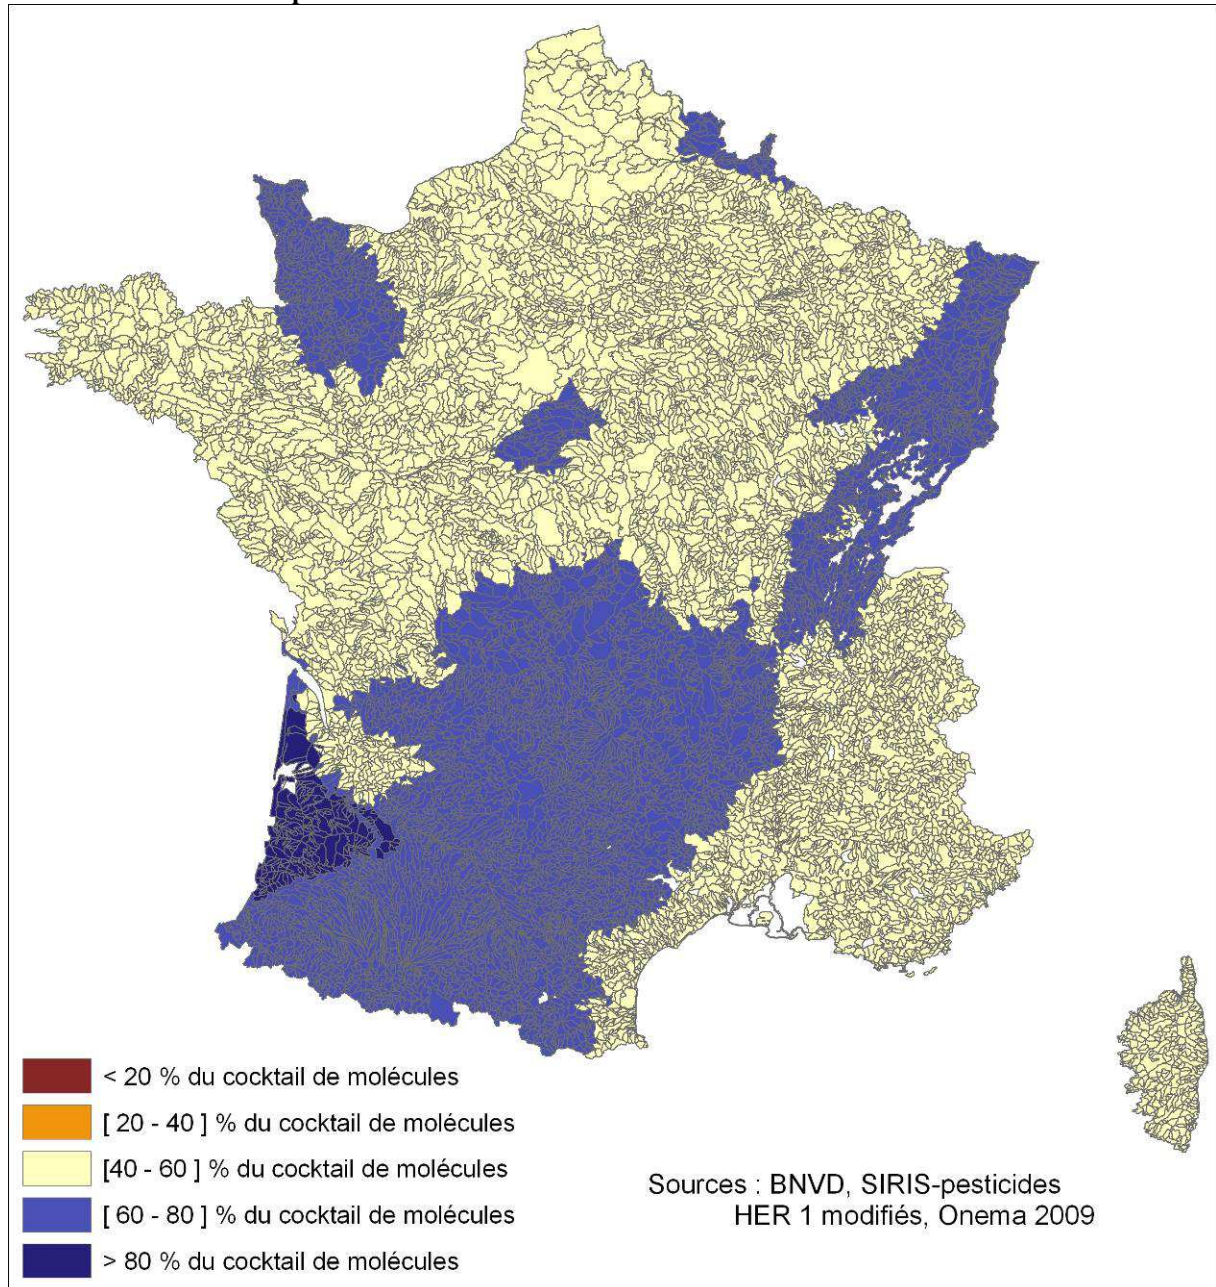 < 20 % du cocktail de molécules
[ 20 - 40 ] % du cocktail de molécules
[40 - 60 ] % du cocktail de molécules
[ 60 - 80 ] % du cocktail de molécules
> 80 % du cocktail de molécules
Sources : BNVD, SIRIS-pesticides
HER 1 modifiés, Onema 2009